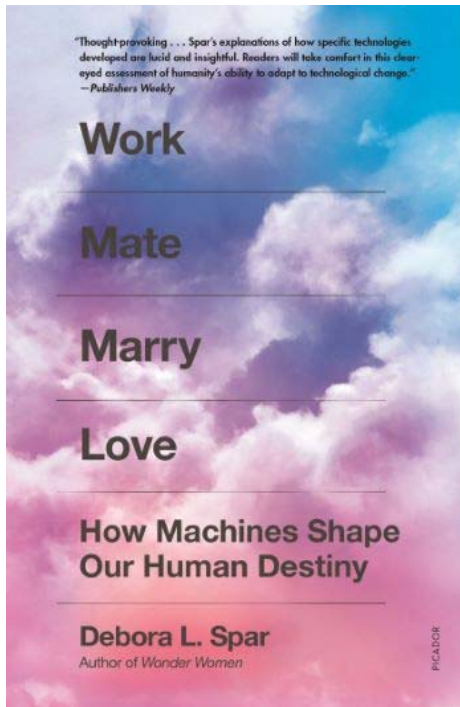 "Thought-provoking . . . Spar's explanations of how specific technologies
developed are lucid and insightful. Readers will take comfort in this clear-
eyed assessment of humanity's ability to adapt to technological change."
—Publishers Weekly
Work
Mate
Marry
Love
How Machines Shape
Our Human Destiny
Debora L. Spar
Author of Wonder Women
PICADOR